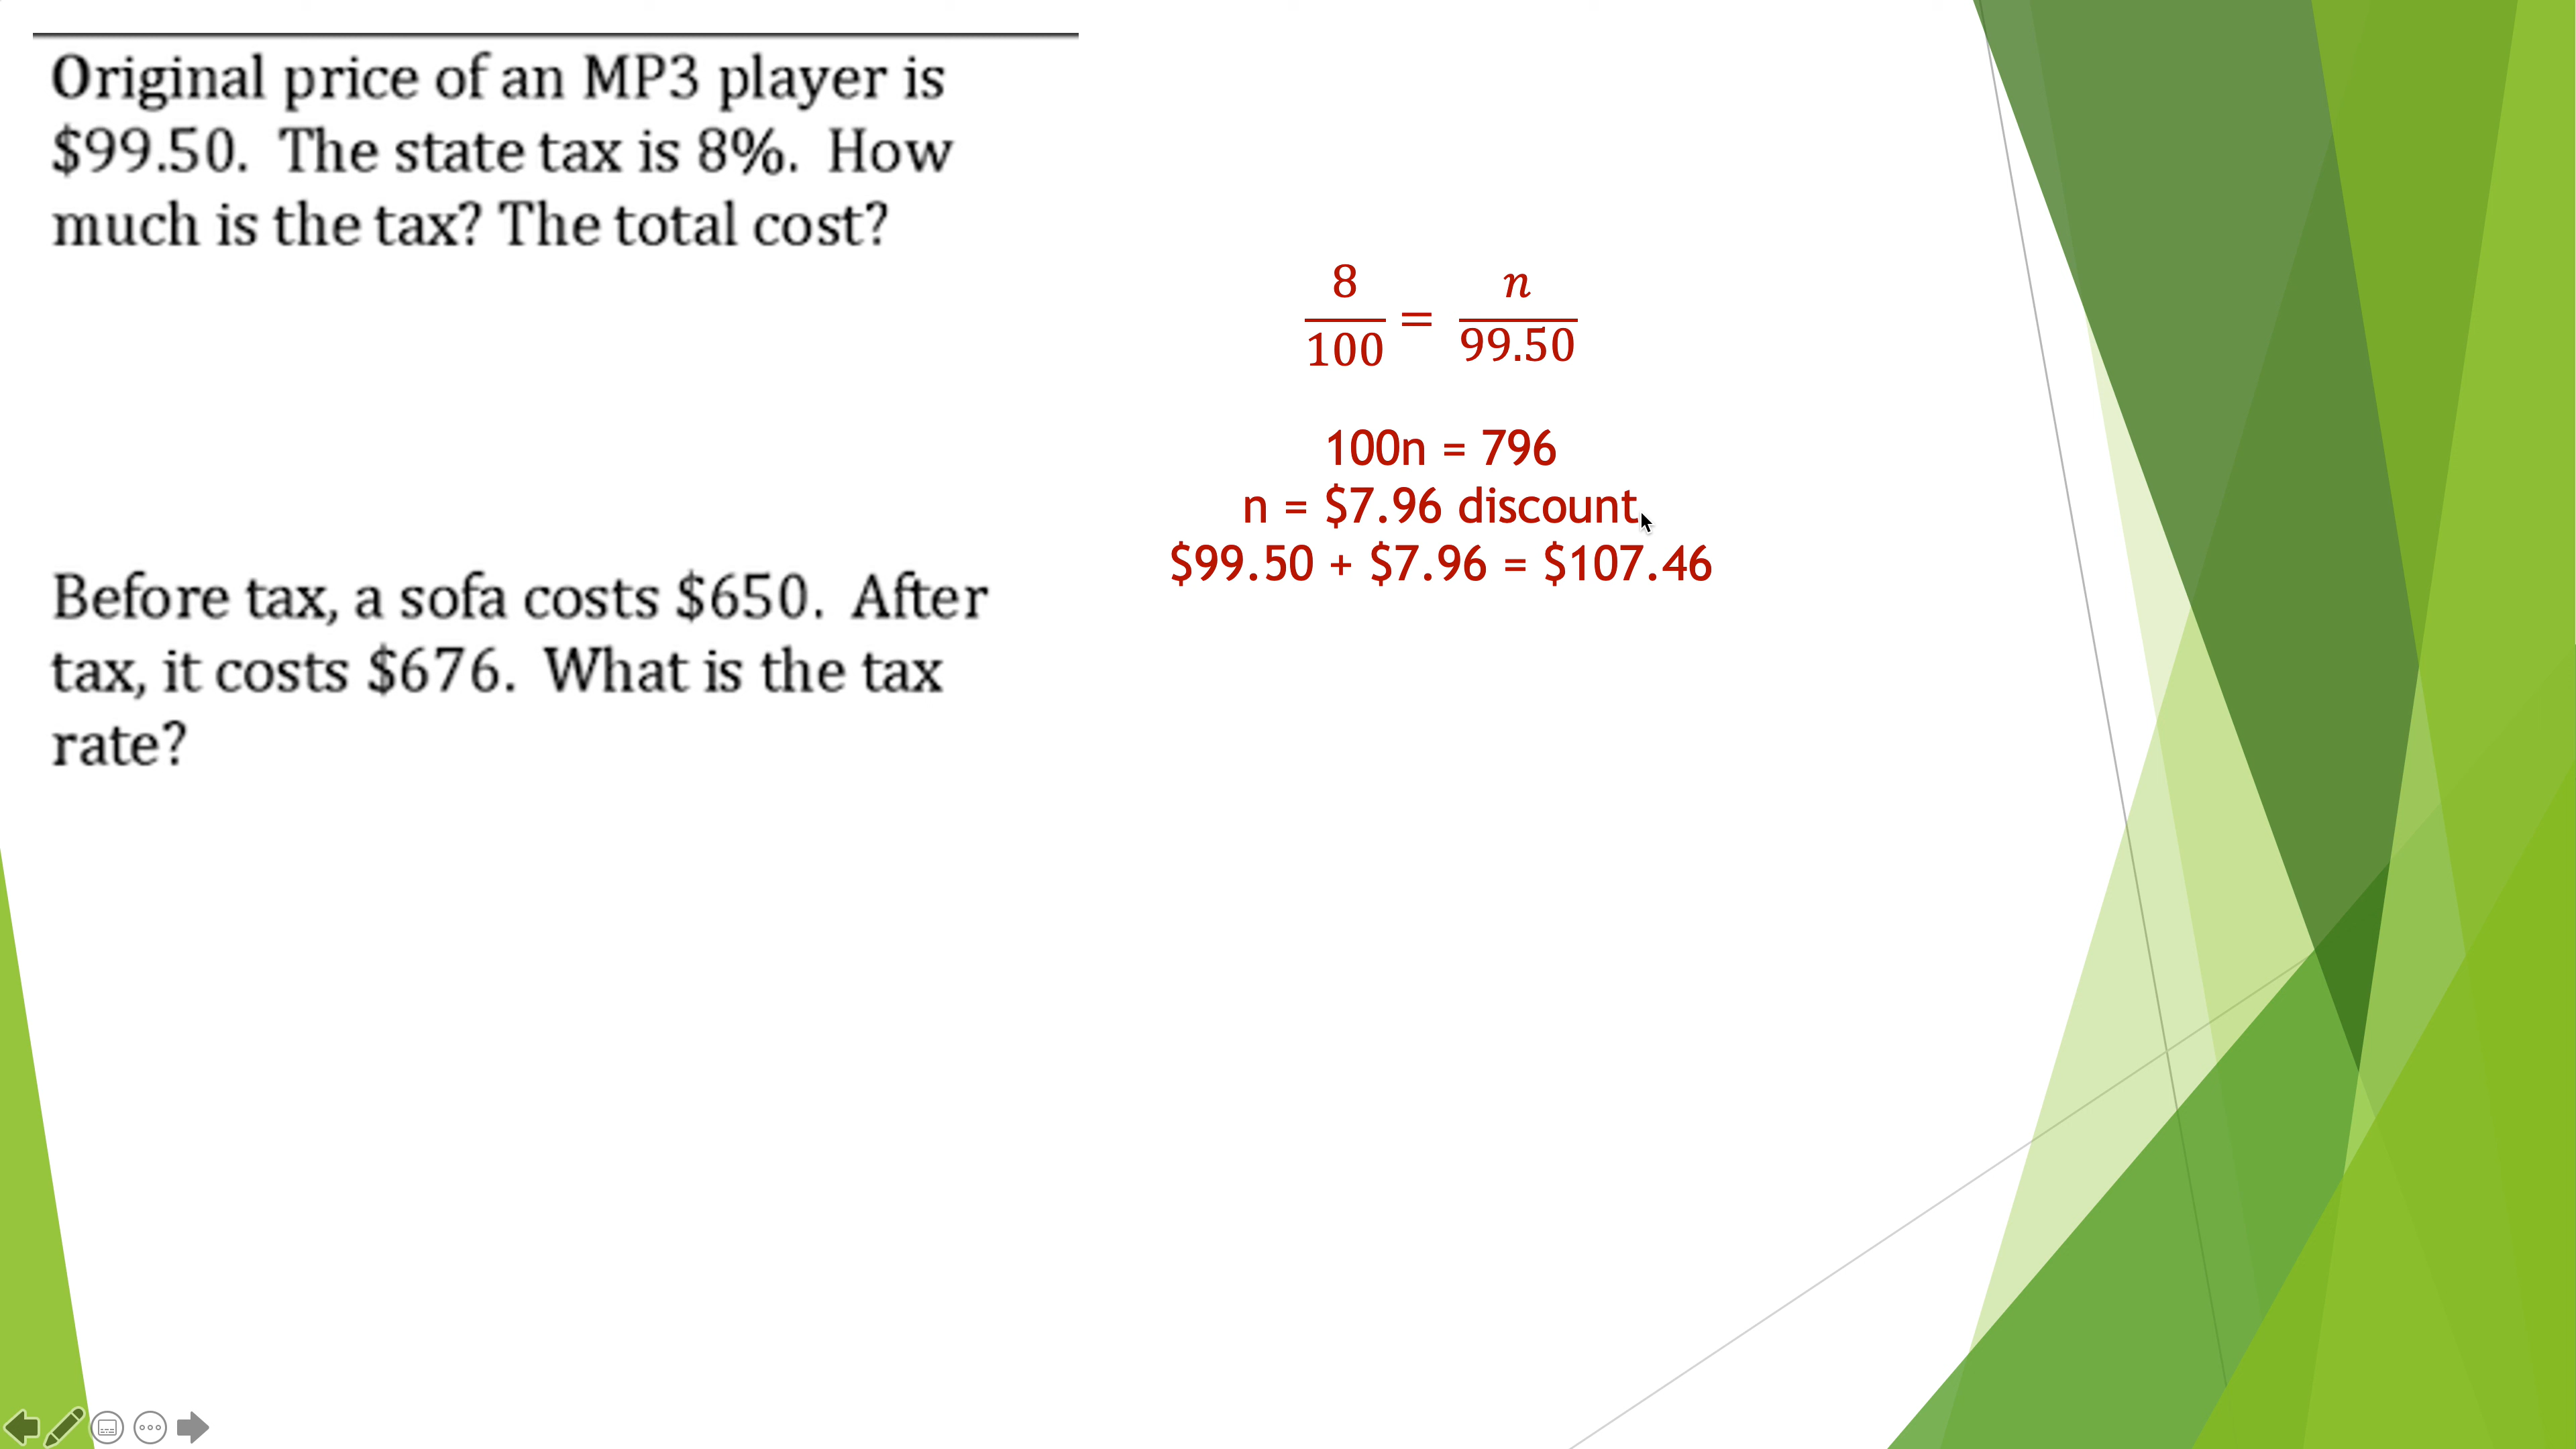 Original price of an MP3 player is
$99.50. The state tax is 8%. How
much is the tax? The total cost?
8/100 = n/99.50
100n = 796
n = $7.96 discount
$99.50 + $7.96 = $107.46
Before tax, a sofa costs $650. After
tax, it costs $676. What is the tax
rate?